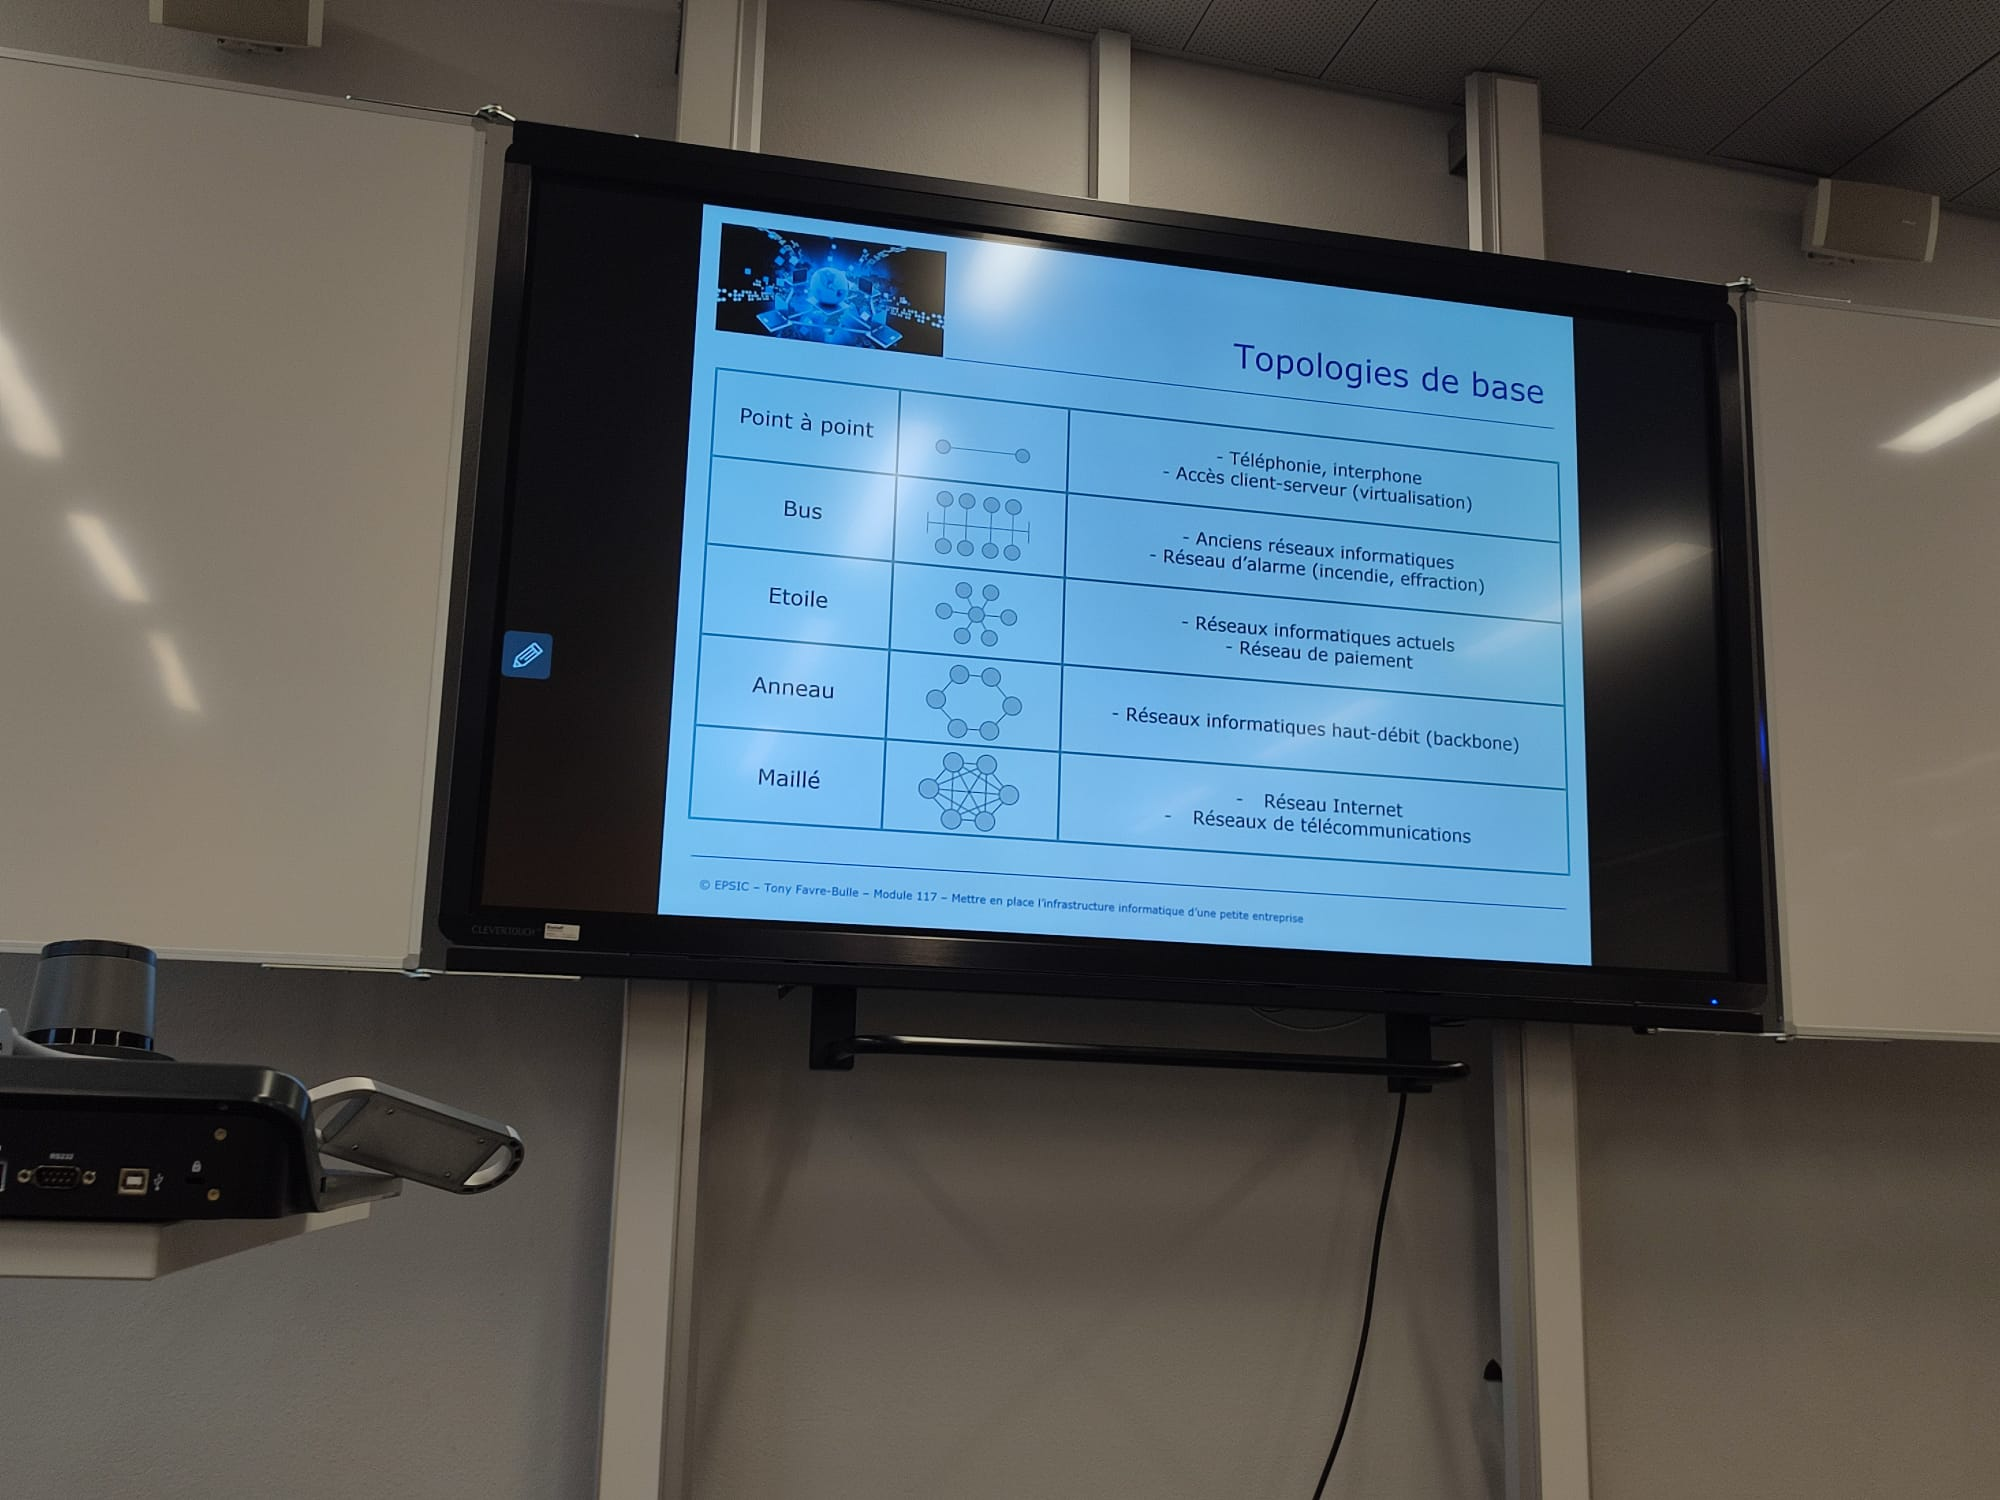 Topologies de base
Point à point
- Téléphonie, interphone
- Accès client-serveur (virtualisation)
Bus
- Anciens réseaux informatiques
- Réseau d'alarme (incendie, effraction)
Etoile
- Réseaux informatiques actuels
- Réseau de paiement
Anneau
- Réseaux informatiques haut-débit (backbone)
Maillé
- Réseau Internet
- Réseaux de télécommunications
© EPSIC – Tony Favre-Bulle – Module 117 – Mettre en place l'infrastructure informatique d'une petite entreprise
CLEVERTOUCH
RS232